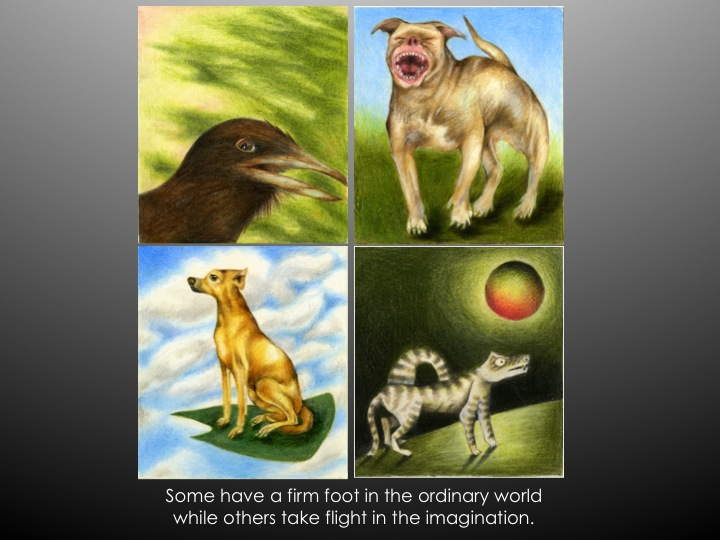 Some have a firm foot in the ordinary world
while others take flight in the imagination.